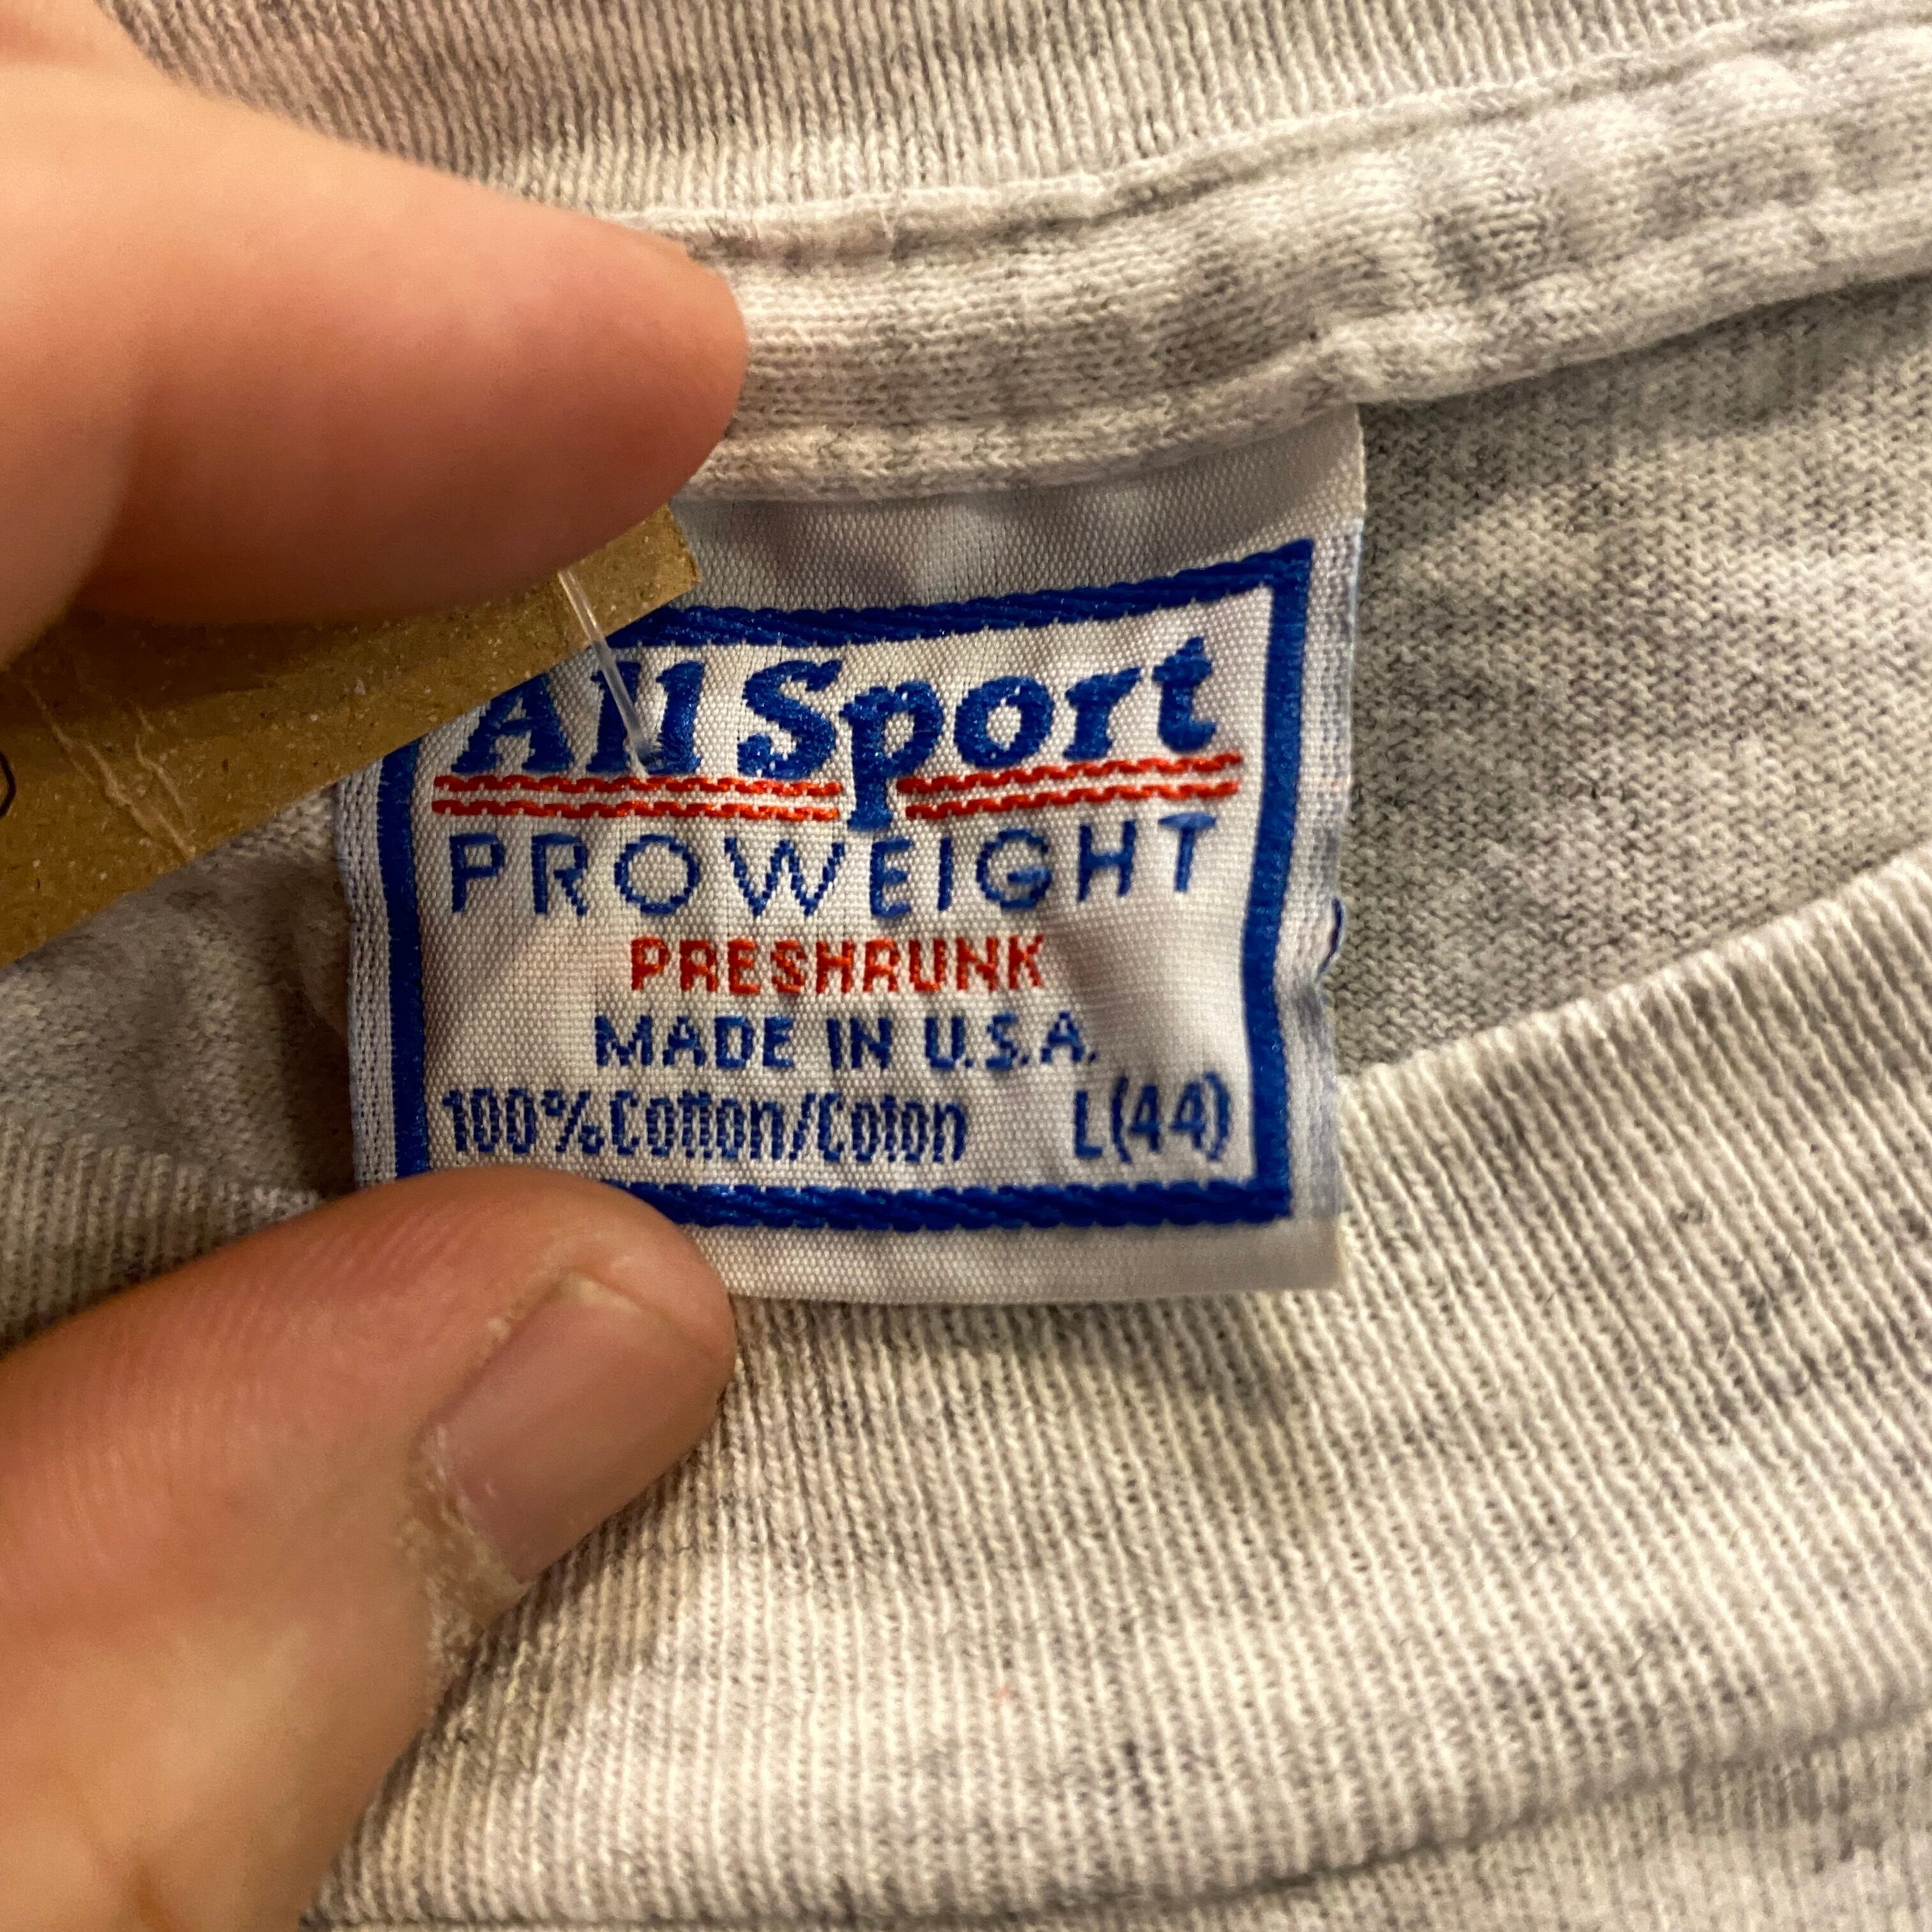 All Sport
PROWEIGHT
PRESHRUNK
MADE IN U.S.A.
100% Cotton/Coton L(44)